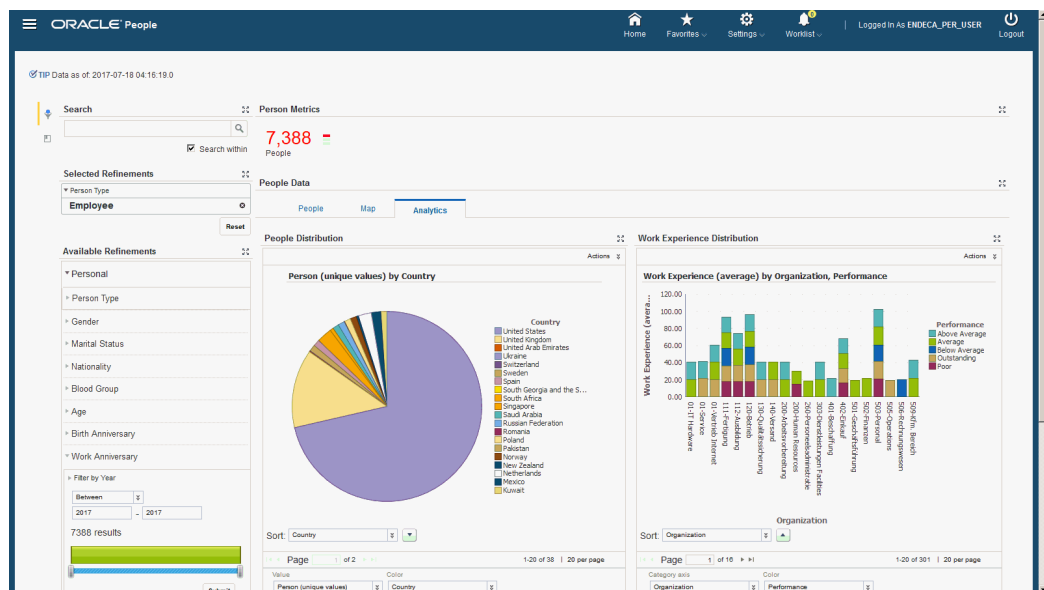 ORACLE® People
Home
Favorites
Settings
Worklist
Logged In As ENDECA_PER_USER
Logout
TIP Data as of: 2017-07-18 04:16:19.0
Search
Search within
Selected Refinements
Person Type
Employee
Reset
Available Refinements
Personal
Person Type
Gender
Marital Status
Nationality
Blood Group
Age
Birth Anniversary
Work Anniversary
Filter by Year
Between
2017 - 2017
7388 results
Person Metrics
7,388
People
People Data
People Map Analytics
People Distribution
Actions
Person (unique values) by Country
Country
United States
United Kingdom
United Arab Emirates
Ukraine
Switzerland
Sweden
Spain
South Georgia and the S...
South Africa
Singapore
Saudi Arabia
Russian Federation
Romania
Poland
Pakistan
Norway
New Zealand
Netherlands
Mexico
Kuwait
Sort: Country
Page 1 of 2
1-20 of 38 | 20 per page
Value Color
Person (unique values) Country
Work Experience Distribution
Actions
Work Experience (average) by Organization, Performance
Work Experience (avera...
120.00
100.00
80.00
60.00
40.00
20.00
0.00
01-IT Hardware
01-Service
01-Vertrieb Internet
111-Fertigung
112-Ausbildung
120-Betrieb
130-Qualitätssicherung
140-Versand
200-Arbeitsvorbereitung
200-Human Resources
260-Personeelsadministratie
303-Dienstleistungen Facilities
401-Beschaffung
402-Einkauf
501-Geschäftsführung
502-Finanzen
503-Personal
505-Operations
506-Rechnungswesen
509-Kfm. Bereich
Organization
Performance
Above Average
Average
Below Average
Outstanding
Poor
Sort: Organization
Page 1 of 16
1-20 of 301 | 20 per page
Category axis Color
Organization Performance